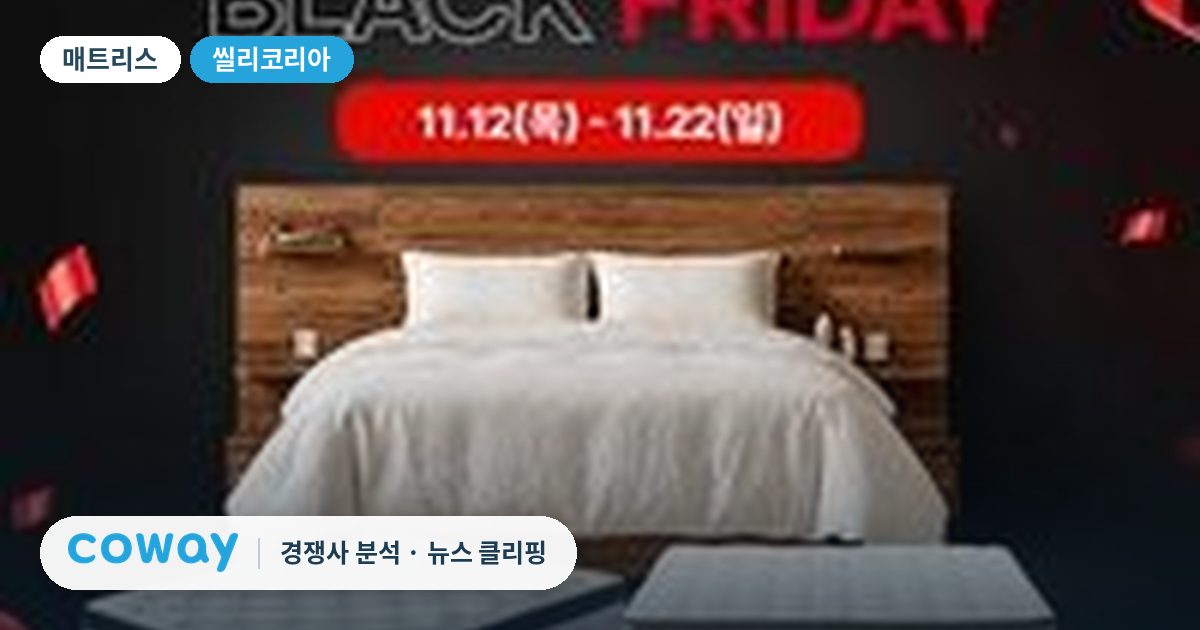 BLACK FRIDAY
매트리스
씰리코리아
11.12(목) - 11.22(일)
coway
경쟁사 분석 · 뉴스 클리핑